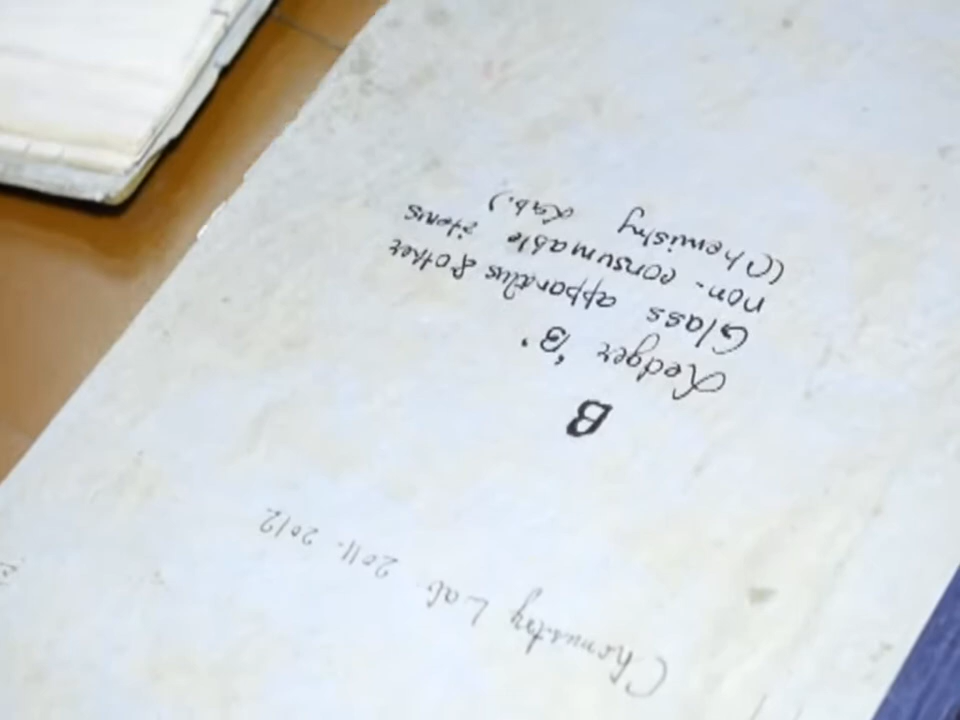 Chemistry Lab 2011-2012
B
Ledger 'B'
Glass apparatus & other
non-consumable items
(Chemistry Lab.)